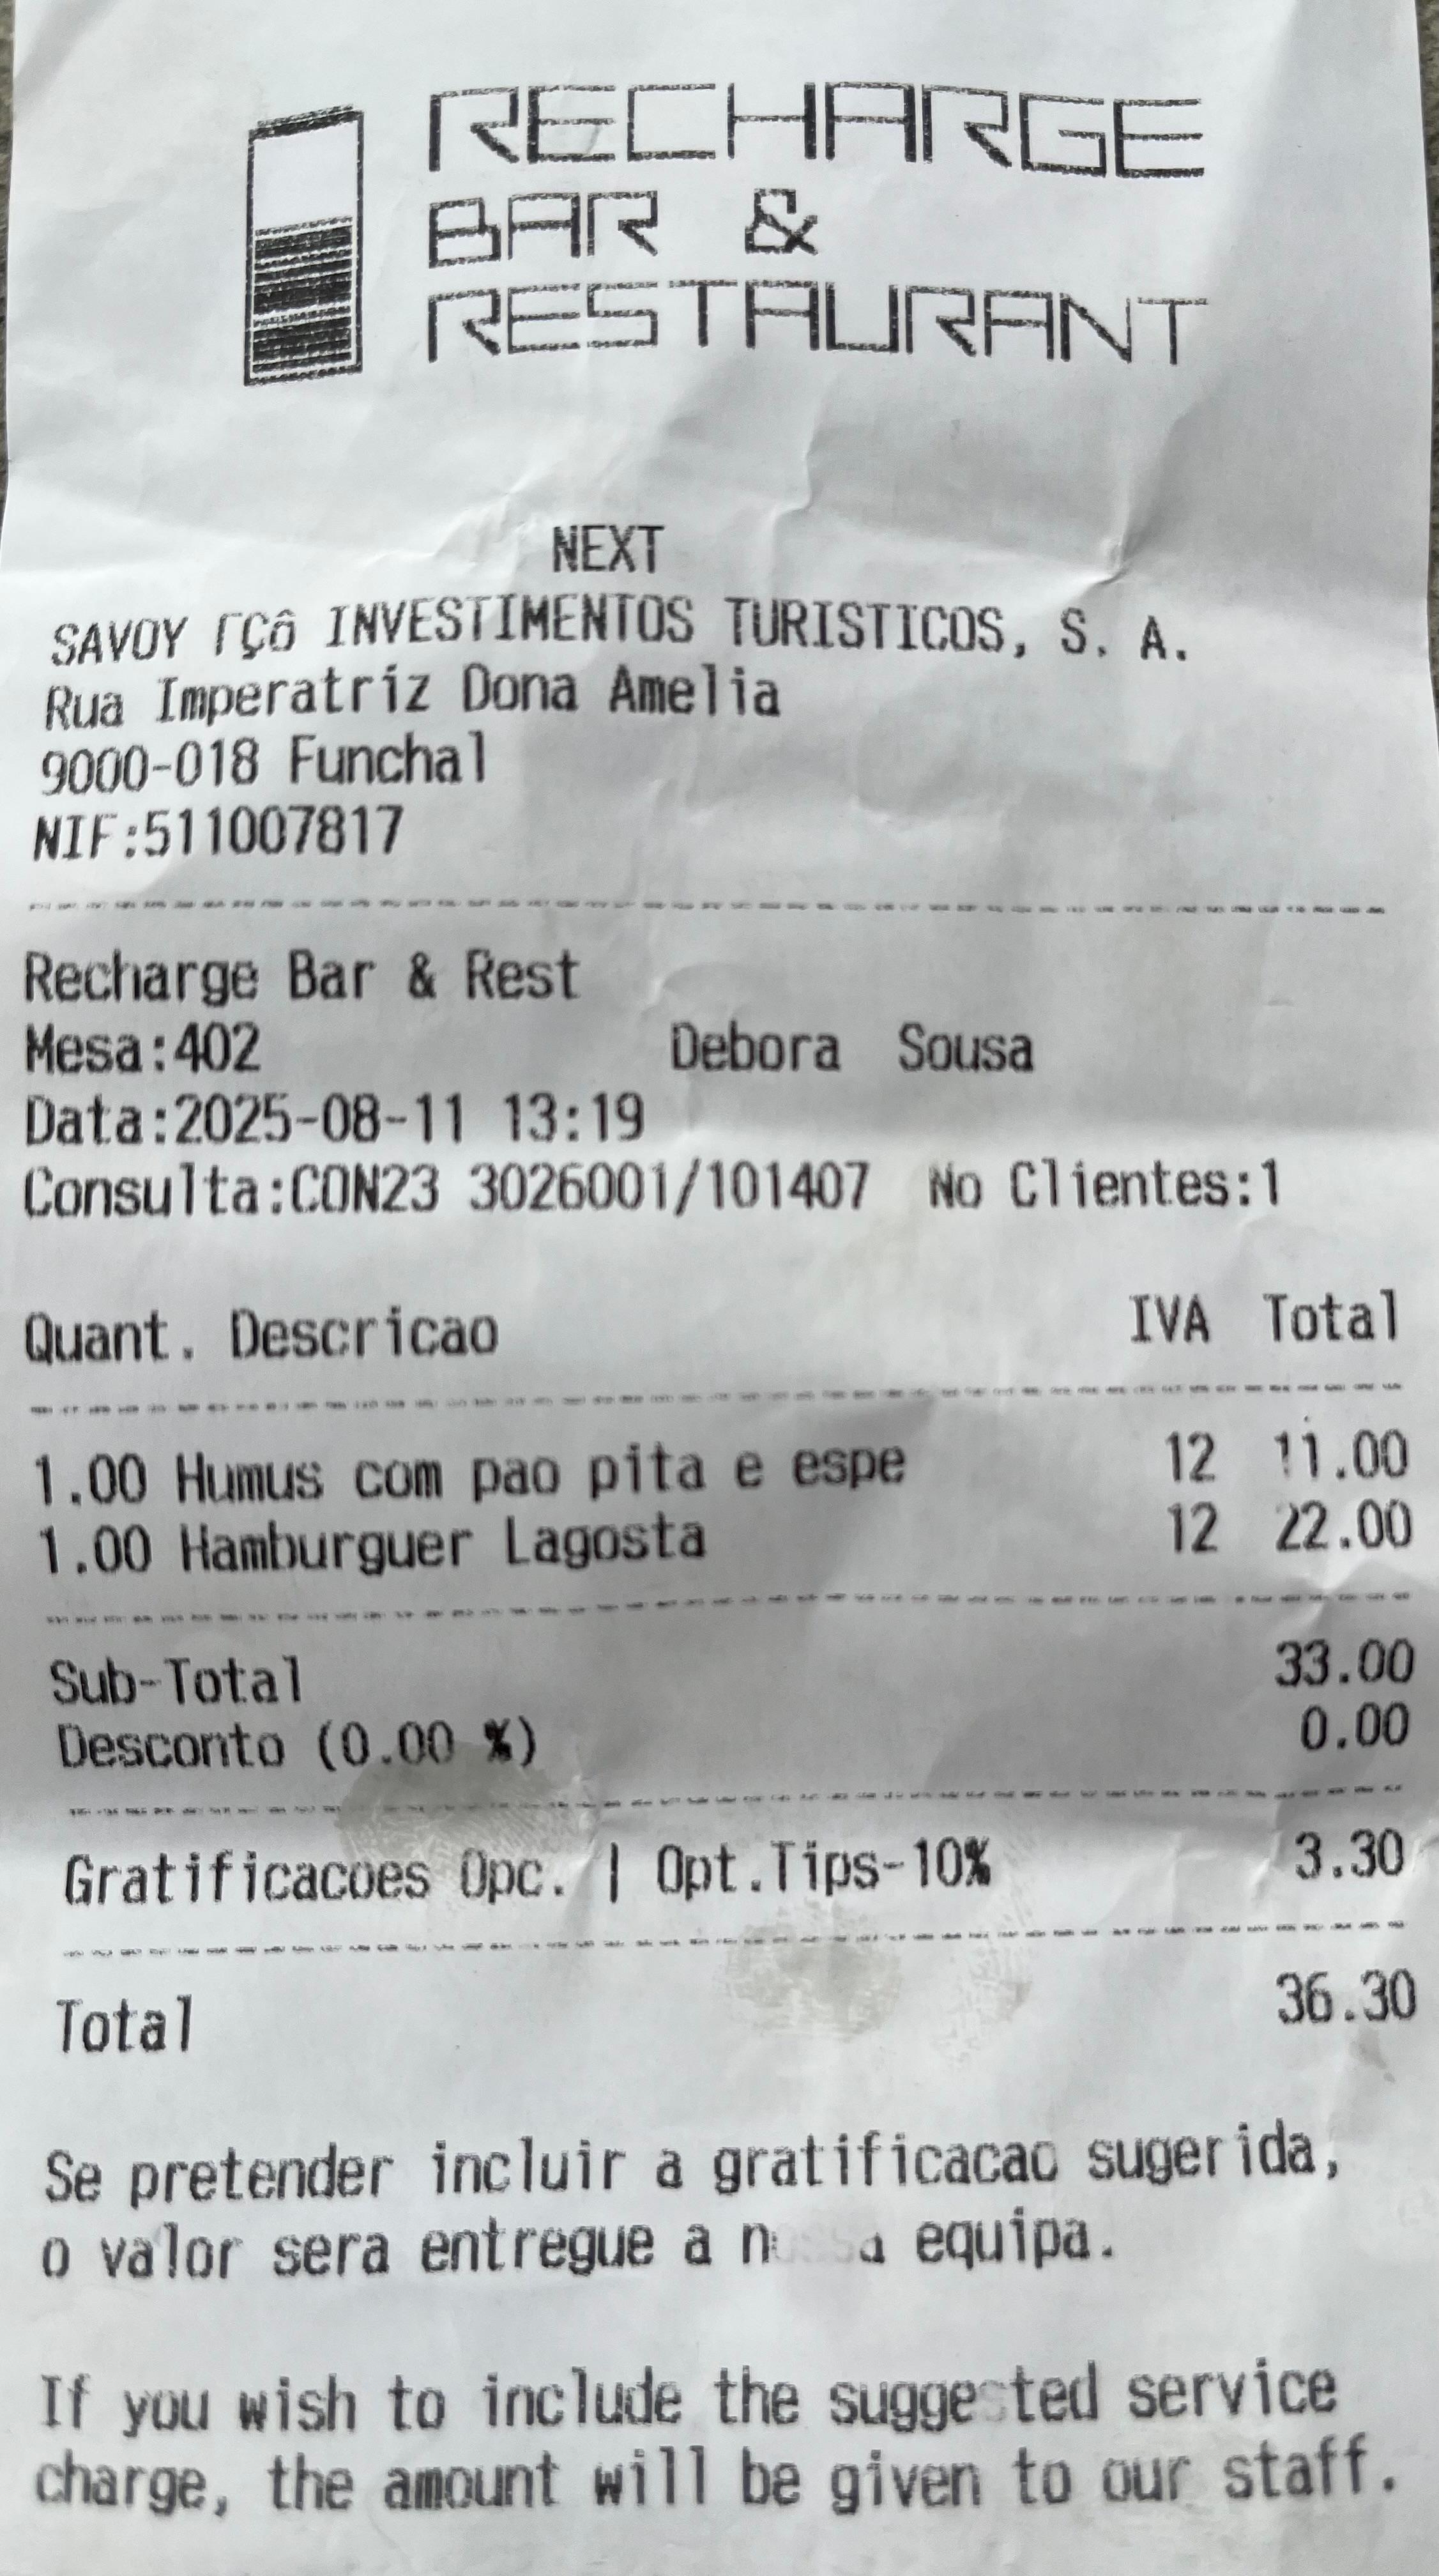 RECHARGE
BAR &
RESTAURANT
NEXT
SAVOY ΓÇô INVESTIMENTOS TURISTICOS, S. A.
Rua Imperatriz Dona Amelia
9000-018 Funchal
NIF:511007817
Recharge Bar & Rest
Mesa:402 Debora Sousa
Data:2025-08-11 13:19
Consulta:CON23 3026001/101407 No Clientes:1
Quant. Descricao IVA Total
1.00 Humus com pao pita e espe 12 11.00
1.00 Hamburguer Lagosta 12 22.00
Sub-Total 33.00
Desconto (0.00 %) 0.00
Gratificacoes Opc. | Opt.Tips-10% 3.30
Total 36.30
Se pretender incluir a gratificacao sugerida,
o valor sera entregue a nossa equipa.
If you wish to include the suggested service
charge, the amount will be given to our staff.